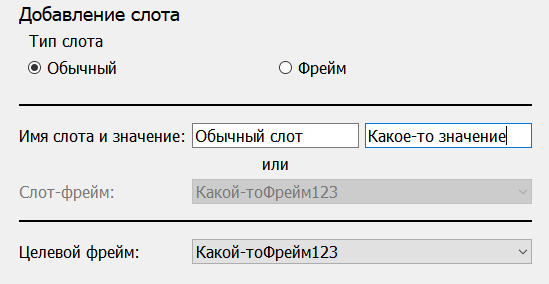 Добавление слота
Тип слота
Обычный Фрейм
Имя слота и значение: Обычный слот Какое-то значение
или
Слот-фрейм: Какой-тоФрейм123
Целевой фрейм: Какой-тоФрейм123